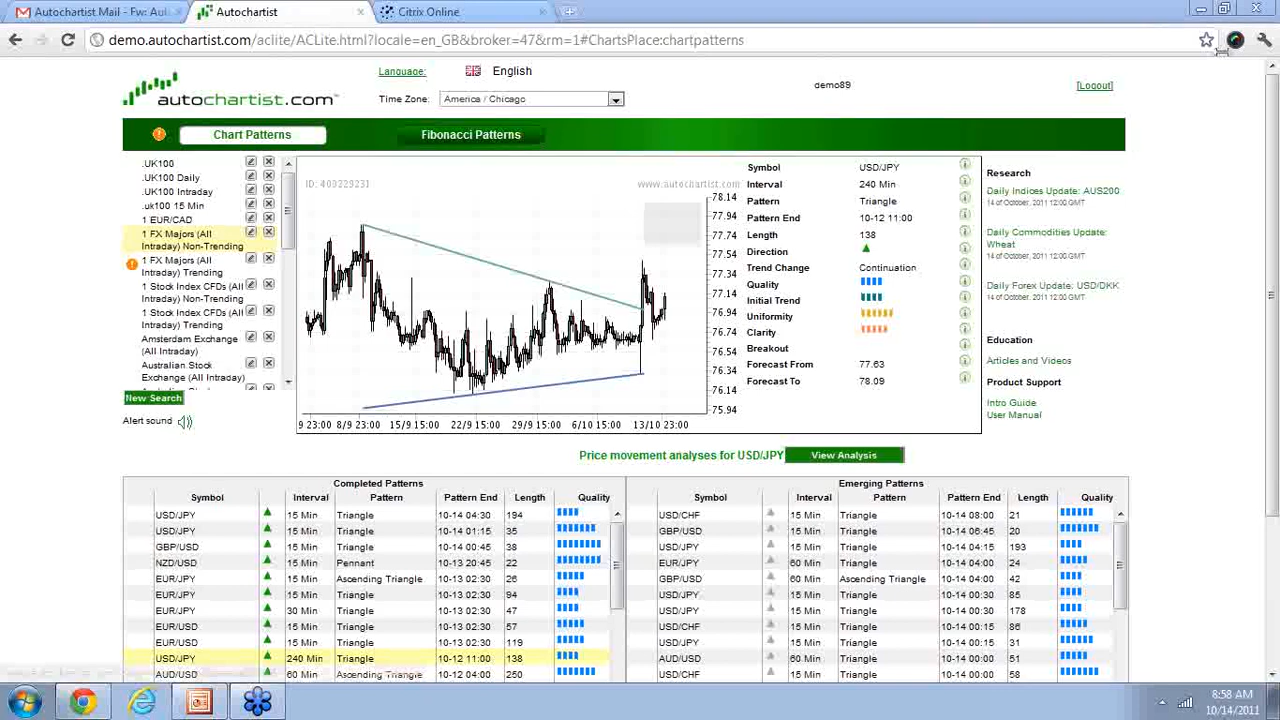 Autochartist Mail - Fw: Au
Autochartist
Citrix Online
demo.autochartist.com/aclite/ACLite.html?locale=en_GB&broker=47&rm=1#ChartsPlace:chartpatterns
autochartist.com
Language:
English
Time Zone:
America / Chicago
demo89
[Logout]
Chart Patterns
Fibonacci Patterns
.UK100
.UK100 Daily
.UK100 Intraday
.uk100 15 Min
1 EUR/CAD
1 FX Majors (All
Intraday) Non-Trending
1 FX Majors (All
Intraday) Trending
1 Stock Index CFDs (All
Intraday) Non-Trending
1 Stock Index CFDs (All
Intraday) Trending
Amsterdam Exchange
(All Intraday)
Australian Stock
Exchange (All Intraday)
New Search
Alert sound
ID: 40022923
www.autochartist.com
78.14
77.94
77.74
77.54
77.34
77.14
76.94
76.74
76.54
76.34
76.14
75.94
9 23:00 8/9 23:00 15/9 15:00 22/9 15:00 29/9 15:00 6/10 15:00 13/10 23:00
Symbol USD/JPY
Interval 240 Min
Pattern Triangle
Pattern End 10-12 11:00
Length 138
Direction
Trend Change Continuation
Quality
Initial Trend
Uniformity
Clarity
Breakout
Forecast From 77.63
Forecast To 78.09
Research
Daily Indices Update: AUS200
14 of October, 2011 12:00 GMT
Daily Commodities Update:
Wheat
14 of October, 2011 12:00 GMT
Daily Forex Update: USD/DKK
14 of October, 2011 12:00 GMT
Education
Articles and Videos
Product Support
Intro Guide
User Manual
Price movement analyses for USD/JPY
View Analysis
Completed Patterns
Symbol Interval Pattern Pattern End Length Quality
USD/JPY 15 Min Triangle 10-14 04:30 194
USD/JPY 15 Min Triangle 10-14 01:15 35
GBP/USD 15 Min Triangle 10-14 00:45 38
NZD/USD 15 Min Pennant 10-13 20:45 22
EUR/JPY 15 Min Ascending Triangle 10-13 02:30 26
EUR/JPY 15 Min Triangle 10-13 02:30 94
EUR/JPY 30 Min Triangle 10-13 02:30 47
EUR/USD 15 Min Triangle 10-13 02:30 57
EUR/USD 15 Min Triangle 10-13 02:30 119
USD/JPY 240 Min Triangle 10-12 11:00 138
AUD/USD 60 Min Ascending Triangle 10-12 04:00 250
Emerging Patterns
Symbol Interval Pattern Pattern End Length Quality
USD/CHF 15 Min Triangle 10-14 08:00 21
GBP/USD 15 Min Triangle 10-14 06:45 20
USD/JPY 15 Min Triangle 10-14 04:15 193
EUR/JPY 60 Min Triangle 10-14 04:00 24
GBP/USD 60 Min Ascending Triangle 10-14 04:00 42
USD/JPY 15 Min Triangle 10-14 00:30 85
USD/JPY 15 Min Triangle 10-14 00:30 178
USD/CHF 15 Min Triangle 10-14 00:15 86
USD/JPY 15 Min Triangle 10-14 00:15 31
AUD/USD 60 Min Triangle 10-14 00:00 51
USD/CHF 15 Min Triangle 10-14 00:00 58
8:58 AM
10/14/2011